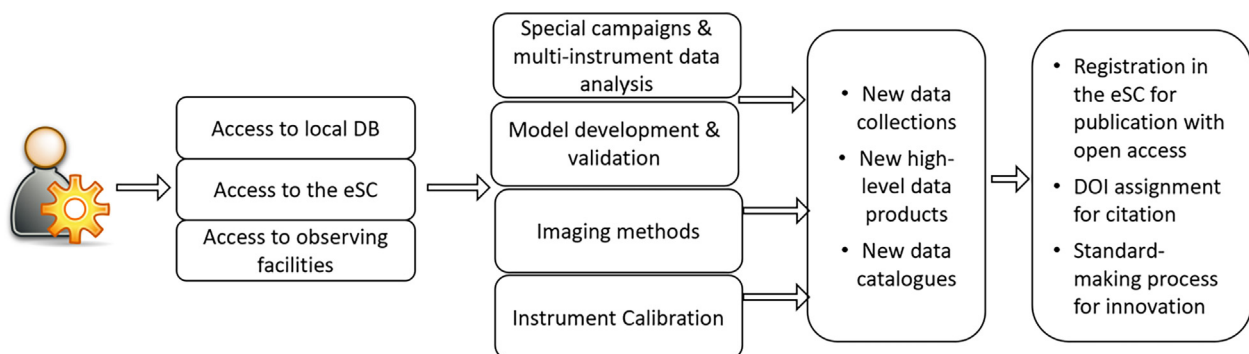 Access to local DB
Access to the eSC
Access to observing
facilities
Special campaigns &
multi-instrument data
analysis
Model development &
validation
Imaging methods
Instrument Calibration
• New data
collections
• New high-
level data
products
• New data
catalogues
• Registration in
the eSC for
publication with
open access
• DOI assignment
for citation
• Standard-
making process
for innovation